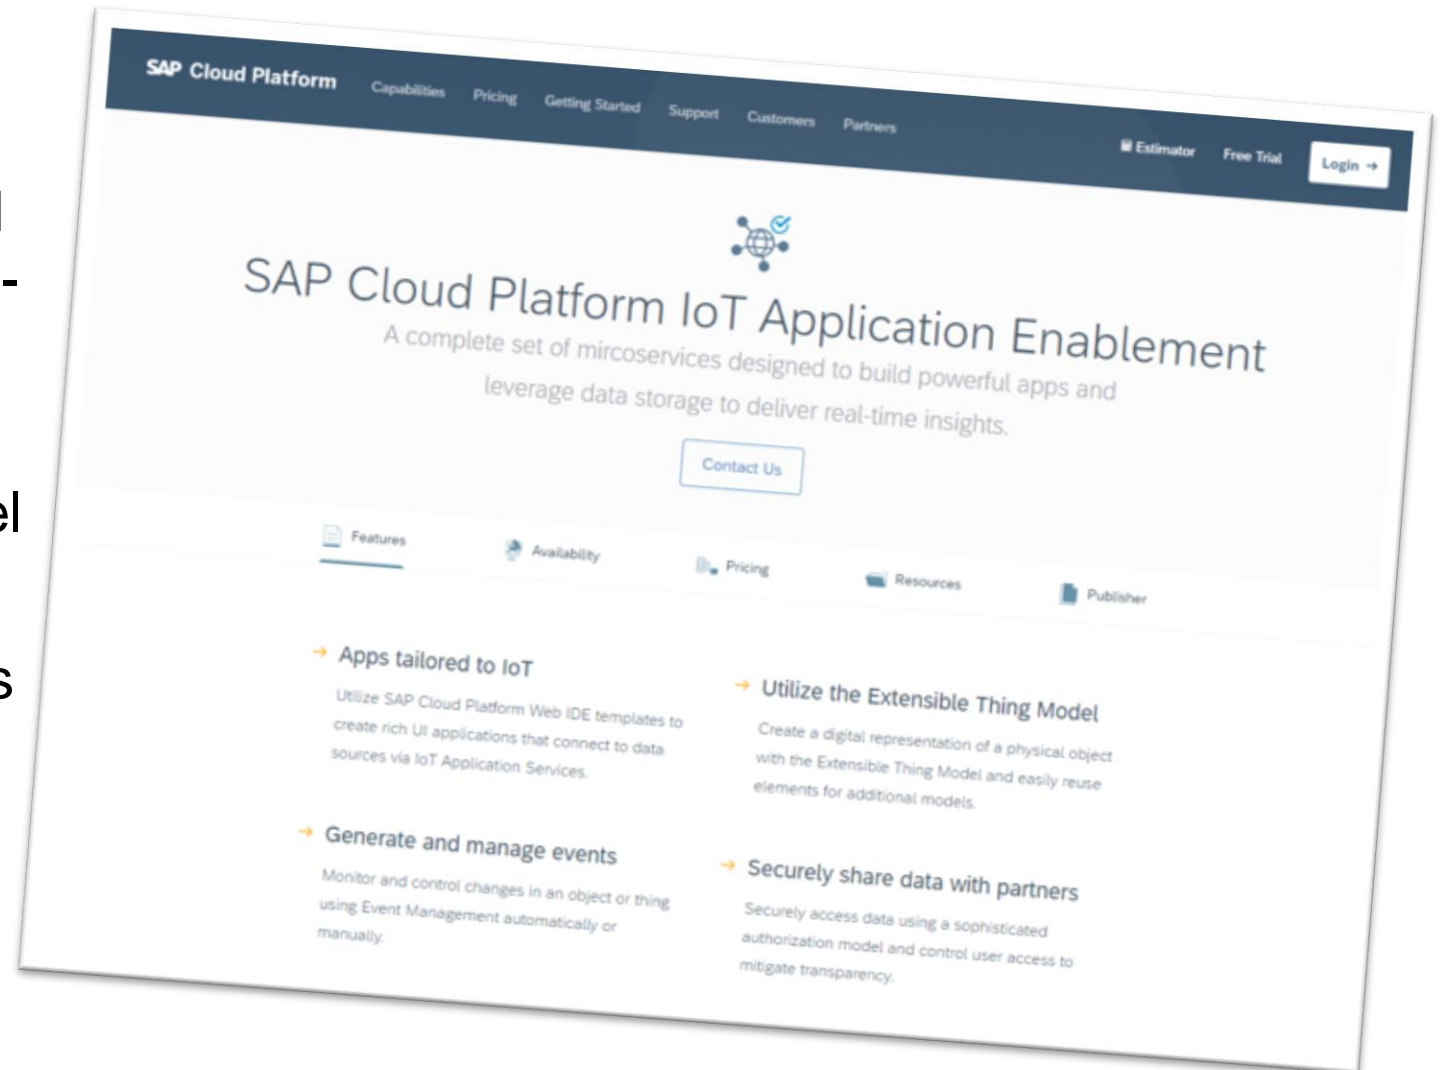 SAP Cloud Platform Capabilities Pricing Getting Started Support Customers Partners Estimator Free Trial Login →
SAP Cloud Platform IoT Application Enablement
A complete set of mircoservices designed to build powerful apps and
leverage data storage to deliver real-time insights.
Contact Us
Features Availability Pricing Resources Publisher
→ Apps tailored to IoT
Utilize SAP Cloud Platform Web IDE templates to
create rich UI applications that connect to data
sources via IoT Application Services.
→ Utilize the Extensible Thing Model
Create a digital representation of a physical object
with the Extensible Thing Model and easily reuse
elements for additional models.
→ Generate and manage events
Monitor and control changes in an object or thing
using Event Management automatically or
manually.
→ Securely share data with partners
Securely access data using a sophisticated
authorization model and control user access to
mitigate transparency.